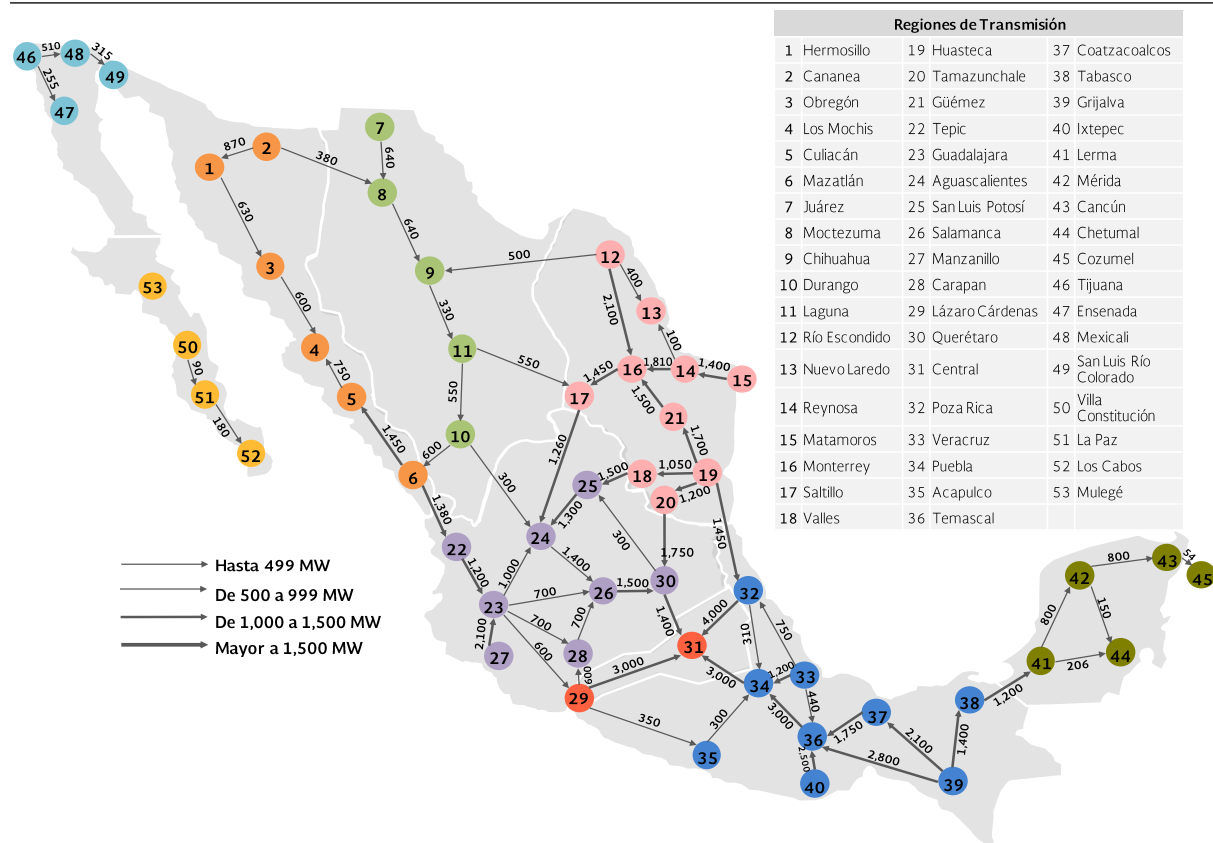 Regiones de Transmisión
1 Hermosillo 19 Huasteca 37 Coatzacoalcos
2 Cananea 20 Tamazunchale 38 Tabasco
3 Obregón 21 Güémez 39 Grijalva
4 Los Mochis 22 Tepic 40 Ixtepec
5 Culiacán 23 Guadalajara 41 Lerma
6 Mazatlán 24 Aguascalientes 42 Mérida
7 Juárez 25 San Luis Potosí 43 Cancún
8 Moctezuma 26 Salamanca 44 Chetumal
9 Chihuahua 27 Manzanillo 45 Cozumel
10 Durango 28 Carapan 46 Tijuana
11 Laguna 29 Lázaro Cárdenas 47 Ensenada
12 Río Escondido 30 Querétaro 48 Mexicali
13 Nuevo Laredo 31 Central 49 San Luis Río
Colorado
14 Reynosa 32 Poza Rica 50 Villa
Constitución
15 Matamoros 33 Veracruz 51 La Paz
16 Monterrey 34 Puebla 52 Los Cabos
17 Saltillo 35 Acapulco 53 Mulegé
18 Valles 36 Temascal
46 510 48 315 49
255
47
7
870 2
1 380 640
8
630 640
3 9 500 12
53 400
2,100
600 330 13
50 4 11 100
90 750 550 1,450 16 1,810 14 1,400 15
51 5 550 17 1,500
180 21
1,450 10 1,260 1,700
52 600 1,500 18 1,050 19
6 300 25 20 1,200
1,380 1,300 1,450
22 24 300 1,750
1,200 1,000 1,400 30
23 700 26 1,500 32
2,100 700 700 1,400 4,000 310 750
27 600 28 31
600 3,000 3,000 1,200 33
29 34 440
350 300 3,000 37
35 36 1,750 2,100
2,500 2,800 1,400
40 39
38 1,200 41 206 44
800 150
42 800 43 54 45
Hasta 499 MW
De 500 a 999 MW
De 1,000 a 1,500 MW
Mayor a 1,500 MW